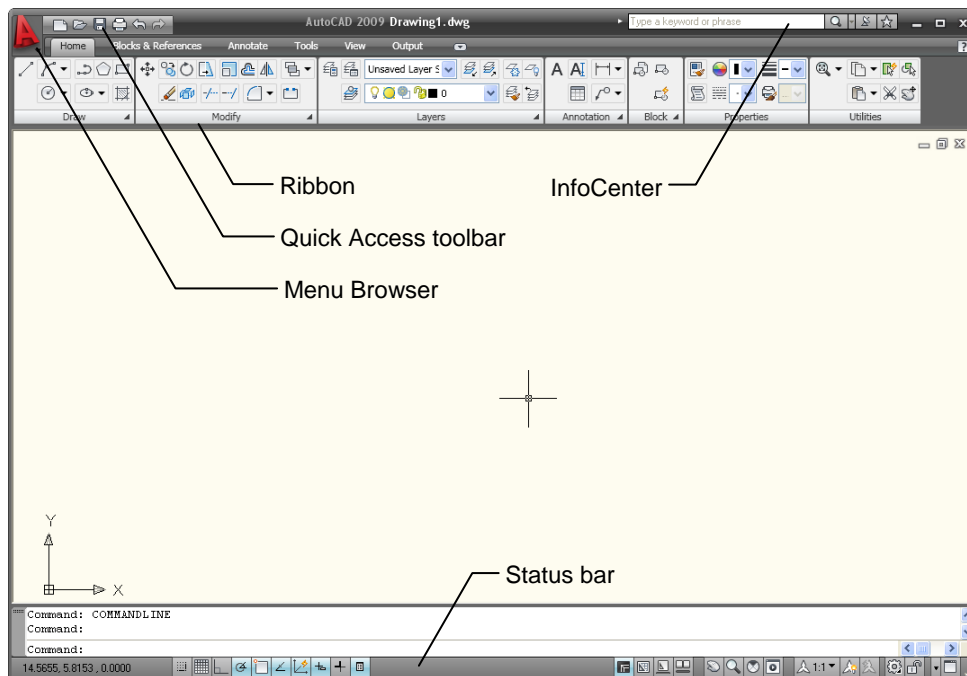 AutoCAD 2009 Drawing1.dwg
Type a keyword or phrase
Home Blocks & References Annotate Tools View Output
Unsaved Layer S
A A
0
Draw Modify Layers Annotation Block Properties Utilities
Ribbon
InfoCenter
Quick Access toolbar
Menu Browser
Y
X
Status bar
Command: COMMANDLINE
Command:
Command:
14.5655, 5.8153, 0.0000
1:1